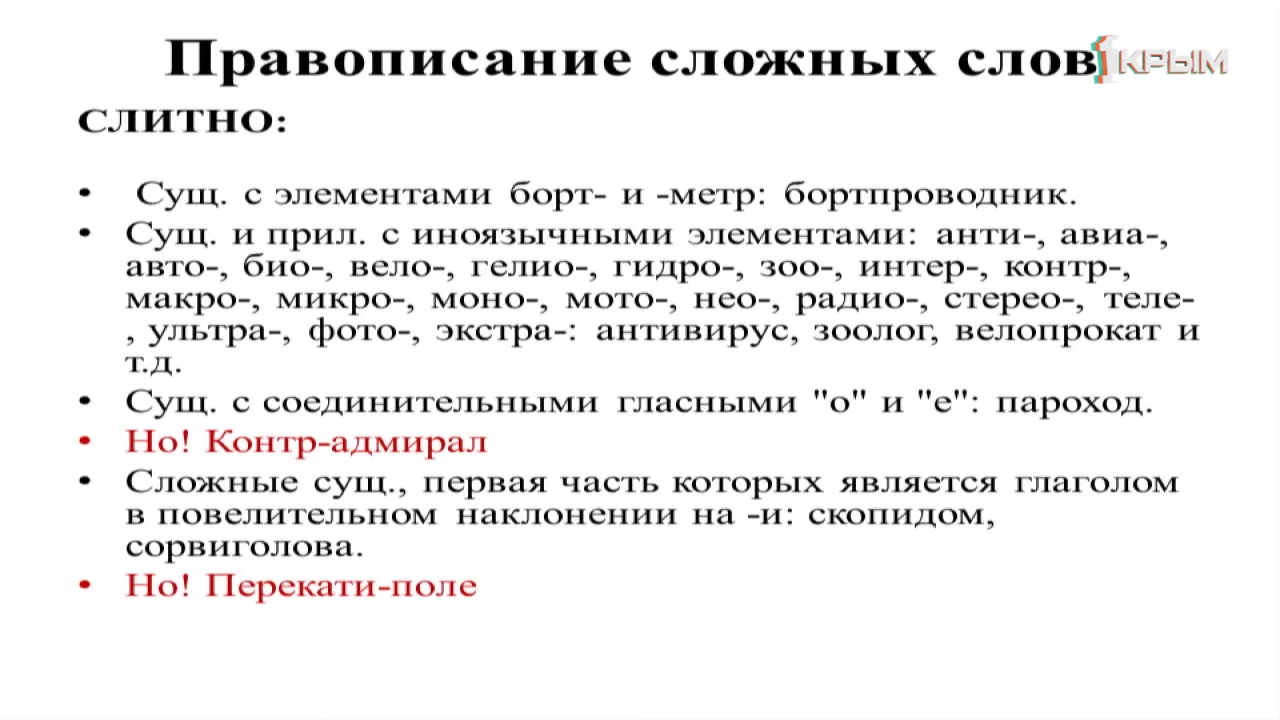 Правописание сложных слов
1КРЫМ
СЛИТНО:
• Сущ. с элементами борт- и -метр: бортпроводник.
• Сущ. и прил. с иноязычными элементами: анти-, авиа-,
авто-, био-, вело-, гелио-, гидро-, зоо-, интер-, контр-,
макро-, микро-, моно-, мото-, нео-, радио-, стерео-, теле-
, ультра-, фото-, экстра-: антивирус, зоолог, велопрокат и
т.д.
• Сущ. с соединительными гласными "о" и "е": пароход.
• Но! Контр-адмирал
• Сложные сущ., первая часть которых является глаголом
в повелительном наклонении на -и: скопидом,
сорвиголова.
• Но! Перекати-поле